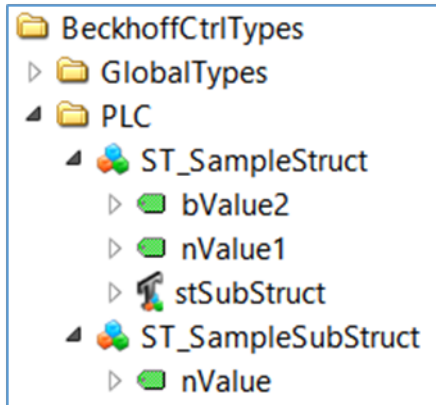 BeckhoffCtrlTypes
GlobalTypes
PLC
ST_SampleStruct
bValue2
nValue1
stSubStruct
ST_SampleSubStruct
nValue